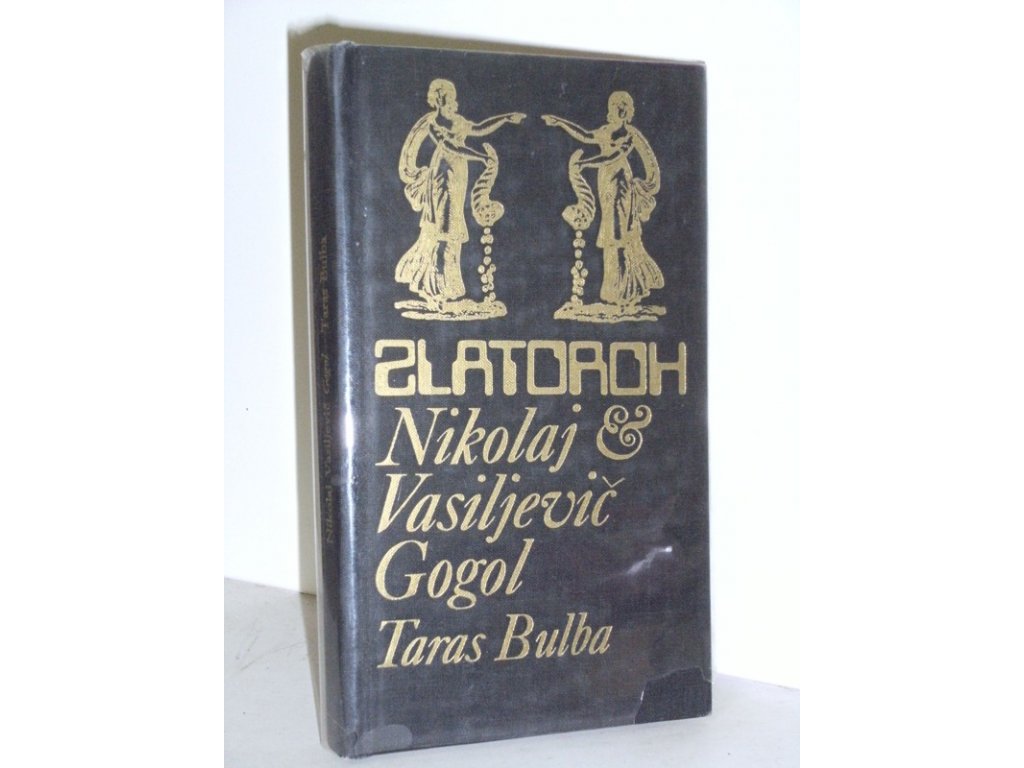 ZLATOROH
Nikolaj &
Vasiljevič
Gogol
Taras Bulba
Nikolaj Vasiljevič Gogol Taras Bulba